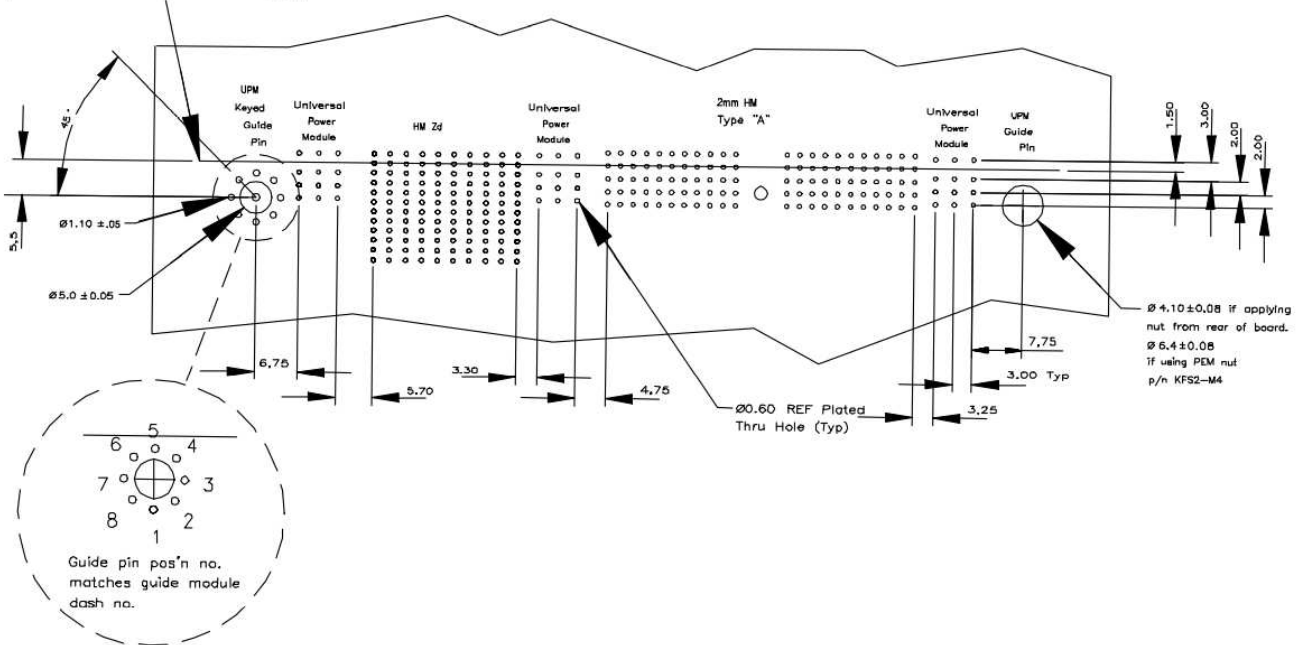 UPM
Keyed
Guide
Pin
Universal
Power
Module
HM Zd
Universal
Power
Module
2mm HM
Type "A"
Universal
Power
Module
UPM
Guide
Pin
1.50
3.00
2.00
2.00
45°
5.5
Ø1.10 ±.05
Ø5.0 ±0.05
6.75
5.70
3.30
4.75
Ø0.60 REF Plated
Thru Hole (Typ)
3.25
3.00 Typ
7.75
Ø 4.10±0.08 if applying
nut from rear of board.
Ø 6.4±0.08
if using PEM nut
p/n KFS2-M4
5
6 4
7 3
8 2
1
Guide pin pos'n no.
matches guide module
dash no.